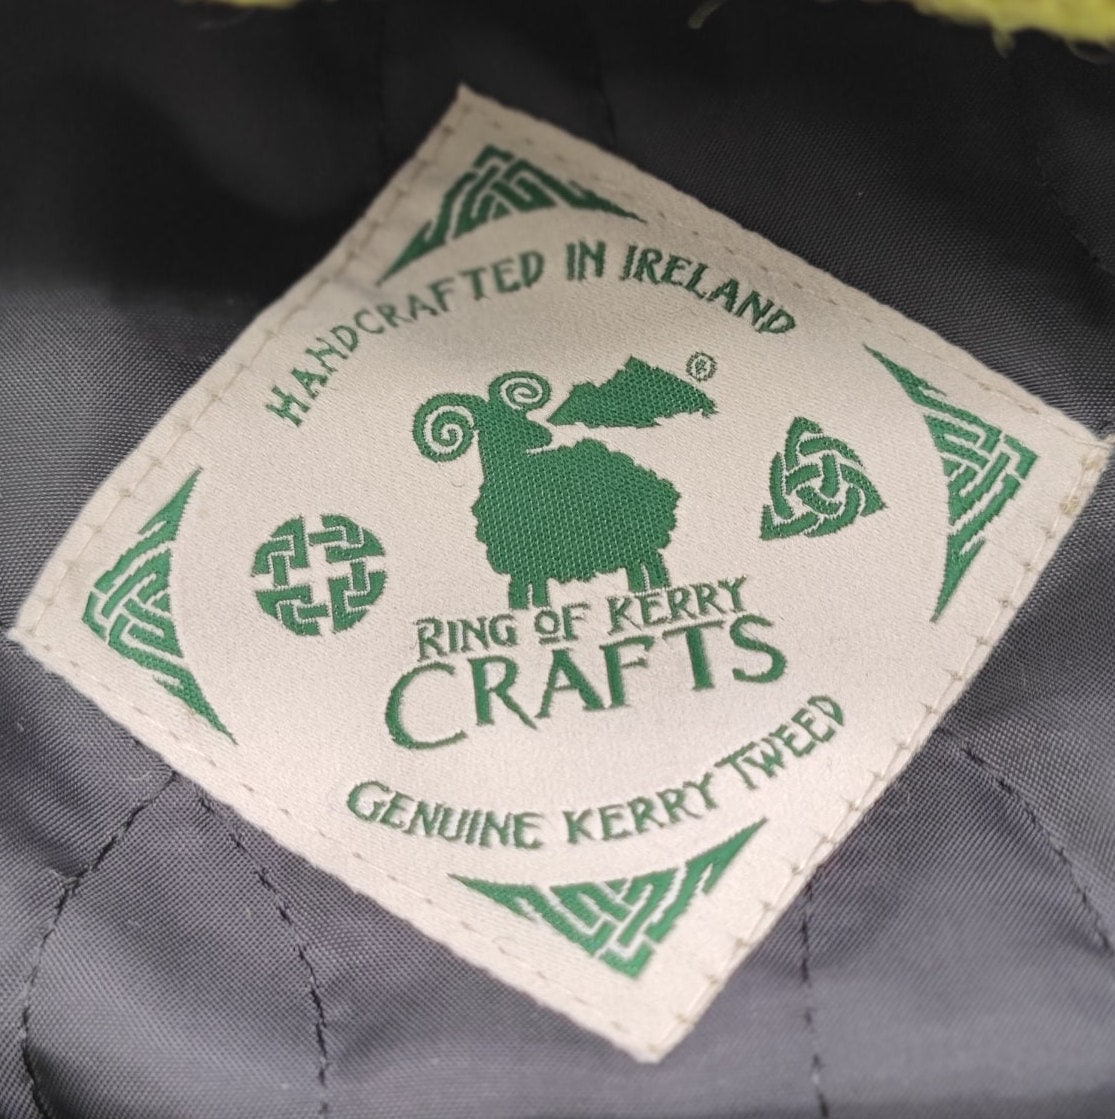 HANDCRAFTED IN IRELAND
®
RING OF KERRY
CRAFTS
GENUINE KERRY TWEED